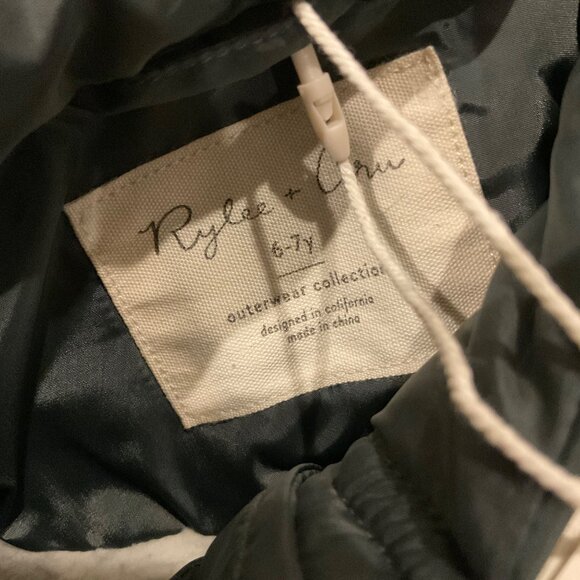 Rylee + Cru
6-7y
outerwear collection
designed in california
made in china